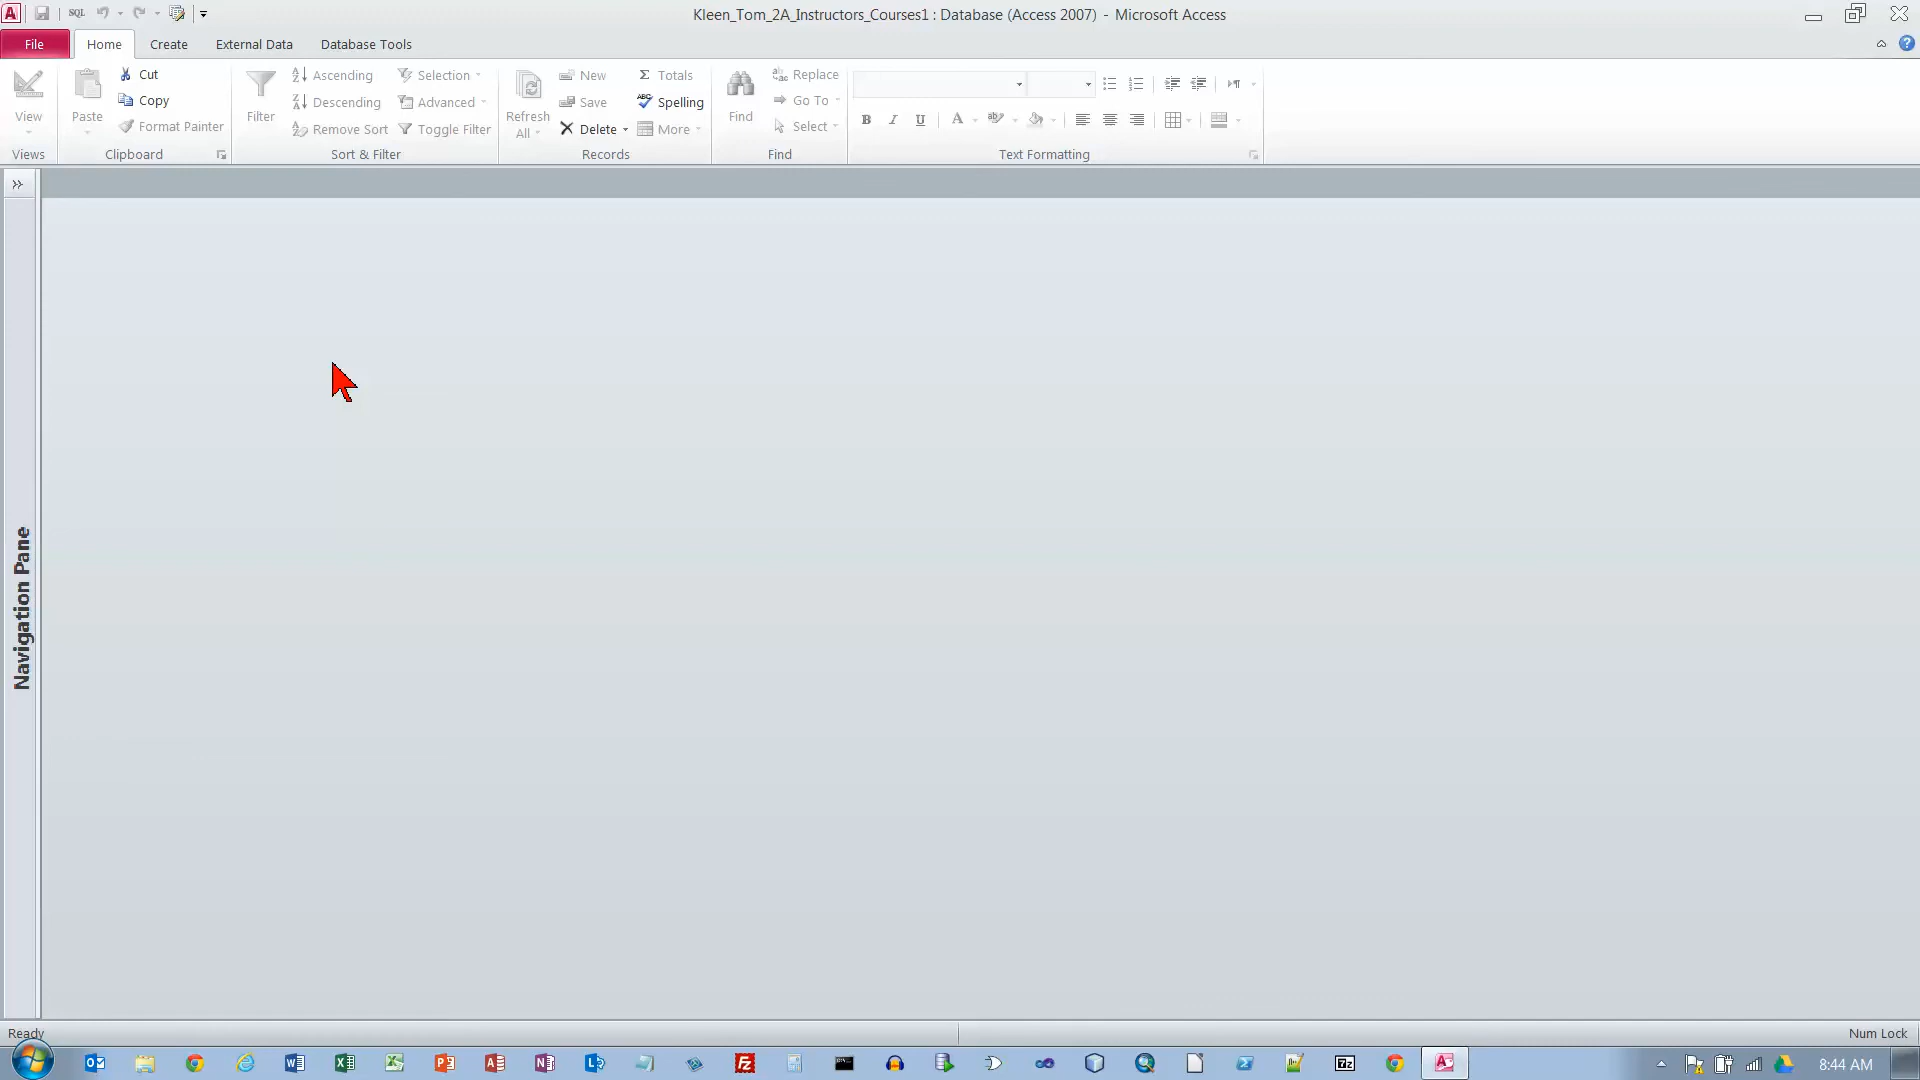 SQL
Kleen_Tom_2A_Instructors_Courses1 : Database (Access 2007) - Microsoft Access
File Home Create External Data Database Tools
View
Views
Paste
Cut
Copy
Format Painter
Clipboard
Filter
Ascending
Descending
Remove Sort
Selection
Advanced
Toggle Filter
Sort & Filter
Refresh
All
New
Save
Delete
Totals
Spelling
More
Records
Find
Replace
Go To
Select
Find
B I U A
Text Formatting
Navigation Pane
Ready
Num Lock
8:44 AM